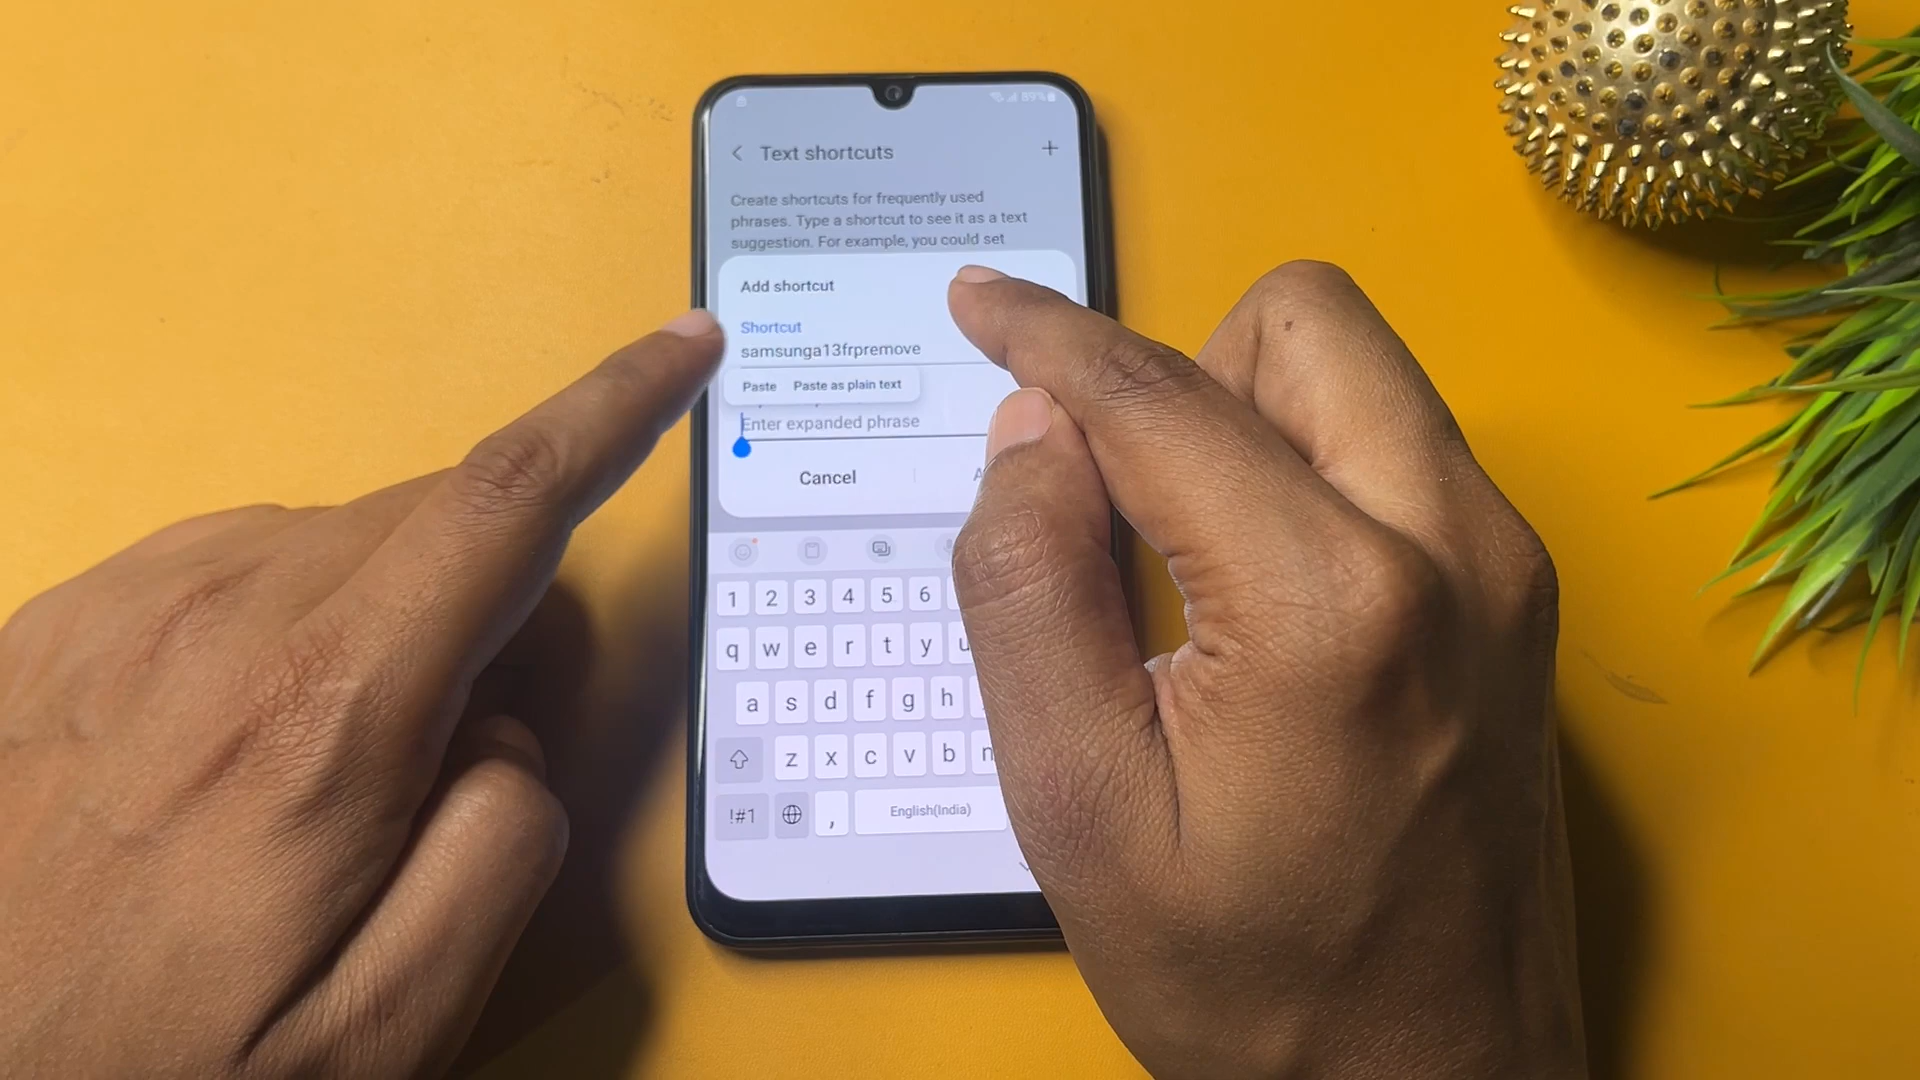 89%
Text shortcuts
+
Create shortcuts for frequently used
phrases. Type a shortcut to see it as a text
suggestion. For example, you could set
Add shortcut
Shortcut
samsunga13frpremove
Paste Paste as plain text
Enter expanded phrase
Cancel A
1 2 3 4 5 6
q w e r t y u
a s d f g h
z x c v b n
!#1 , English(India)